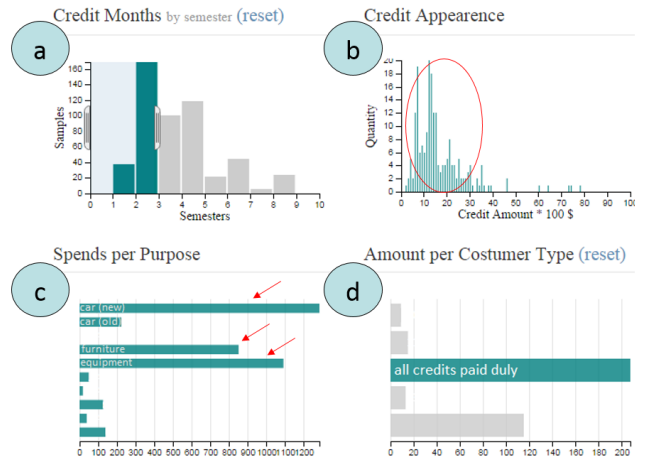 Credit Months by semester (reset)
a
Samples
160
140
120
100
80
60
40
20
0
0 1 2 3 4 5 6 7 8 9 10
Semesters
Credit Appearence
b
Quantity
20
18
16
14
12
10
8
6
4
2
0
0 10 20 30 40 50 60 70 80 90 100
Credit Amount * 100 $
Spends per Purpose
c
car (new)
car (old)
furniture
equipment
0 100 200 300 400 500 600 700 800 900 1000 1200
Amount per Costumer Type (reset)
d
all credits paid duly
0 20 40 60 80 100 120 140 160 180 200